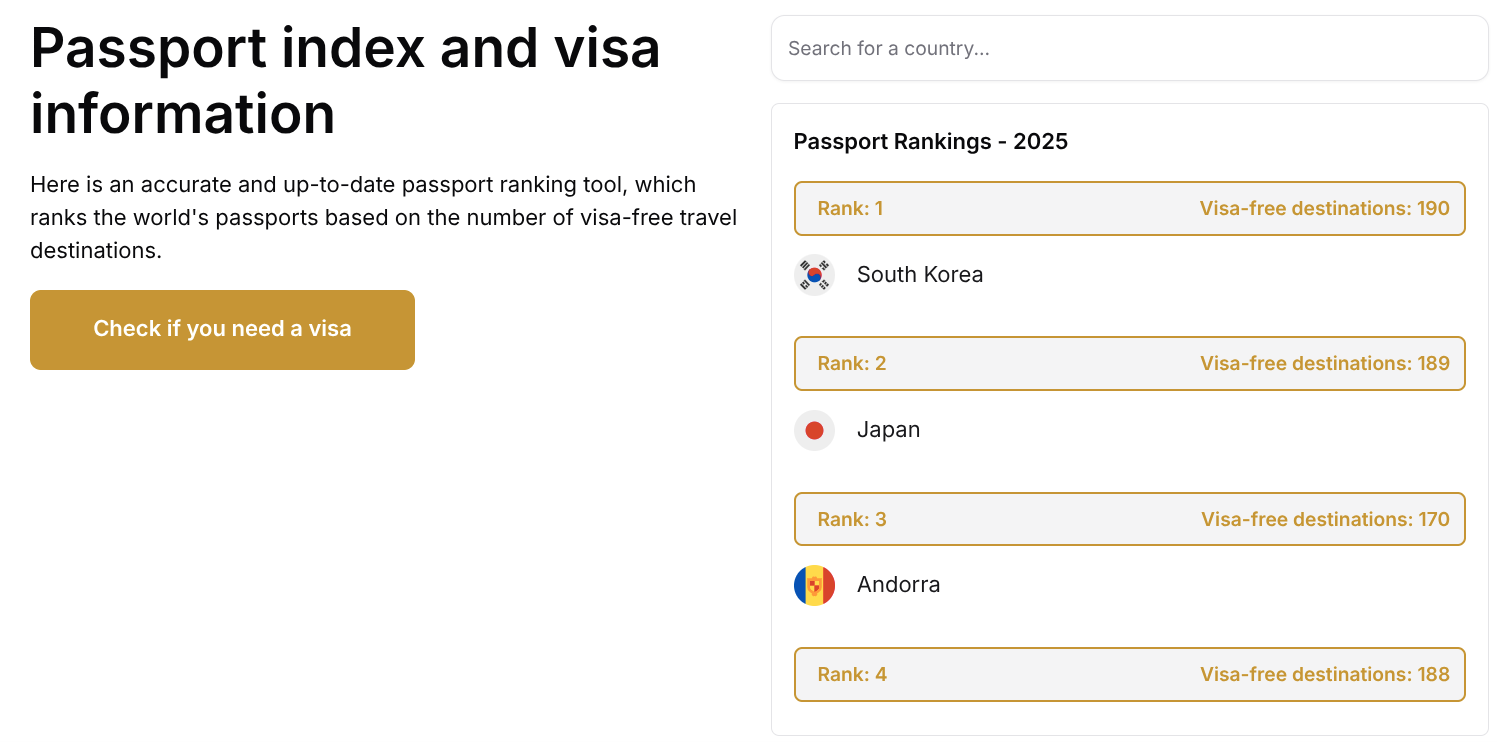 Passport index and visa
information
Here is an accurate and up-to-date passport ranking tool, which
ranks the world's passports based on the number of visa-free travel
destinations.
Check if you need a visa
Search for a country...
Passport Rankings - 2025
Rank: 1 Visa-free destinations: 190
South Korea
Rank: 2 Visa-free destinations: 189
Japan
Rank: 3 Visa-free destinations: 170
Andorra
Rank: 4 Visa-free destinations: 188